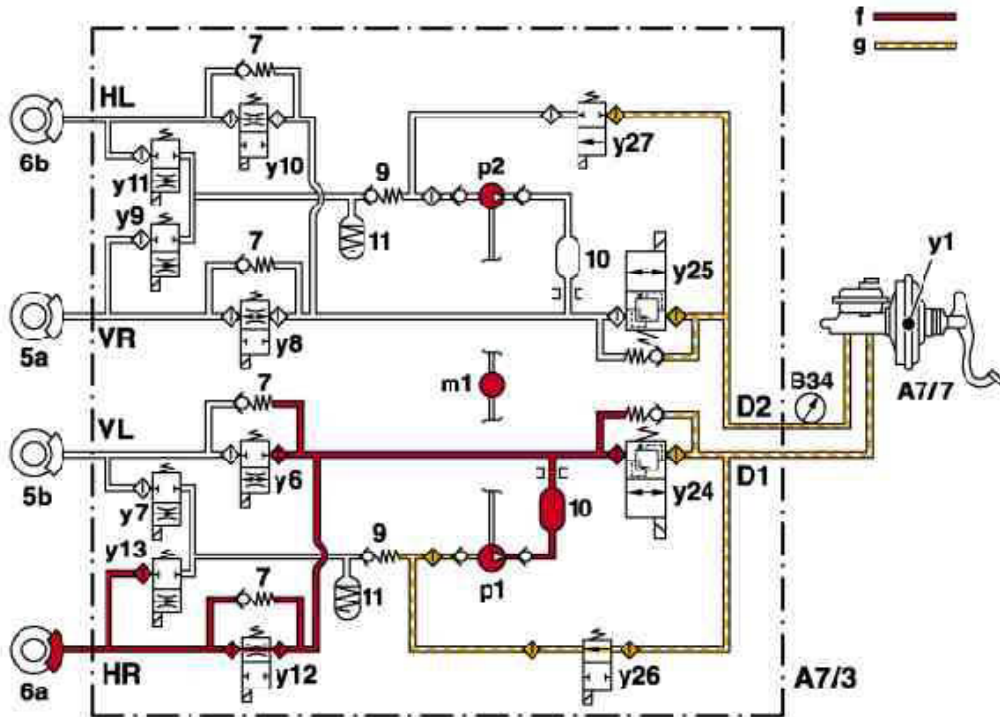 f
g
7
HL
6b
y10
y27
y11
p2
9
y9
11
10
y25
7
y1
VR
y8
5a
m1
B34
A7/7
7
D2
VL
D1
y6
5b
y24
y7
10
9
y13
7
p1
11
HR
y12
y26
A7/3
6a